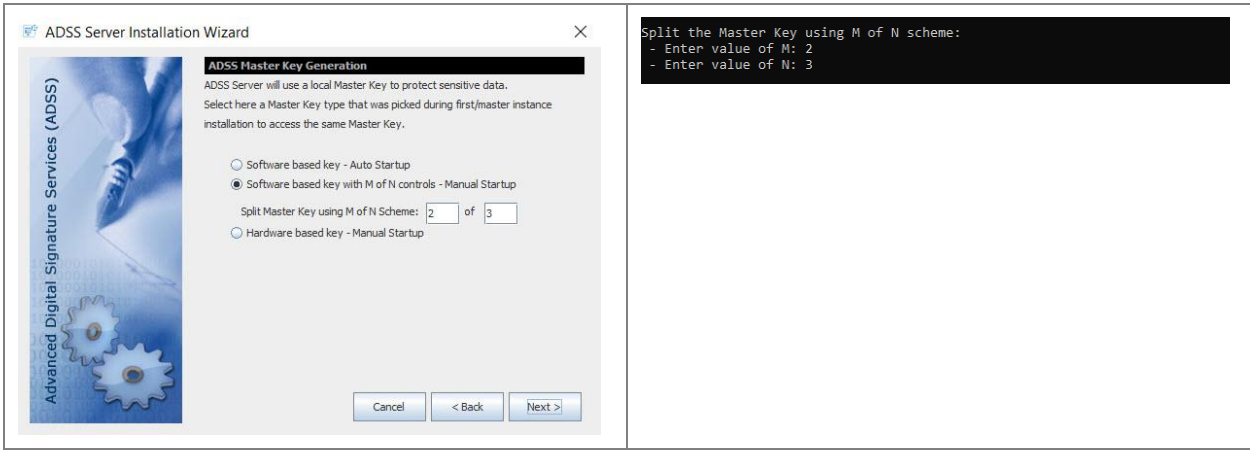 ADSS Server Installation Wizard
Advanced Digital Signature Services (ADSS)
ADSS Master Key Generation
ADSS Server will use a local Master Key to protect sensitive data.
Select here a Master Key type that was picked during first/master instance
installation to access the same Master Key.
Software based key - Auto Startup
Software based key with M of N controls - Manual Startup
Split Master Key using M of N Scheme: 2 of 3
Hardware based key - Manual Startup
Cancel < Back Next >
Split the Master Key using M of N scheme:
- Enter value of M: 2
- Enter value of N: 3